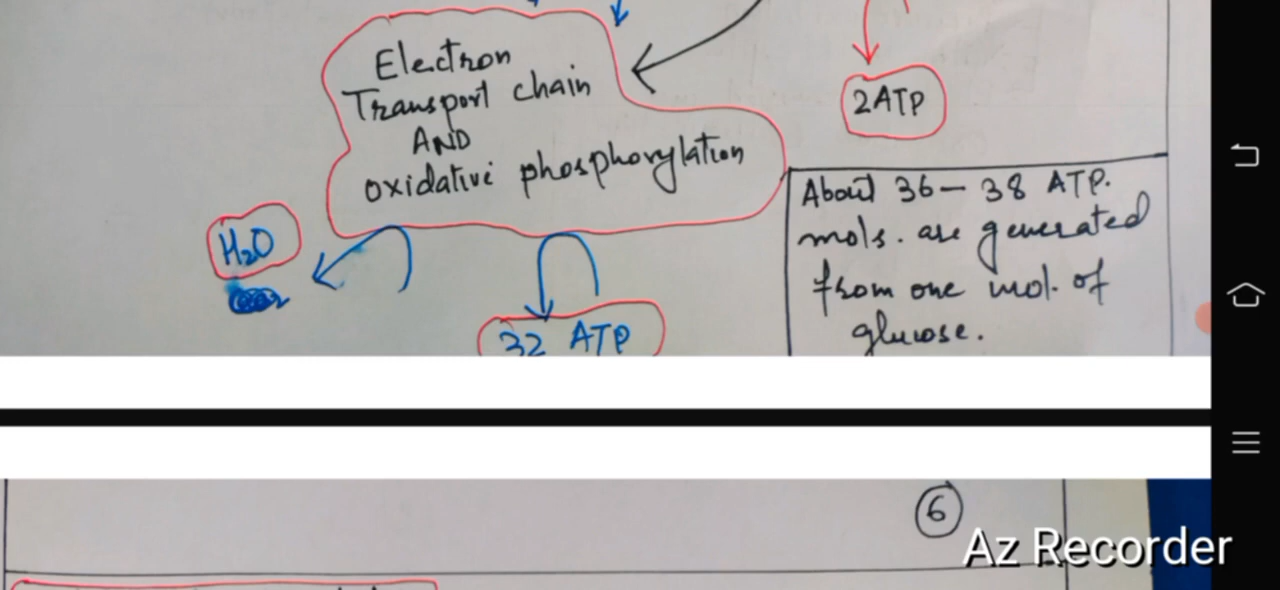 Electron
Transport chain
AND
oxidative phosphorylation
2ATP
H₂O
32 ATP
About 36 – 38 ATP.
mols. are generated
from one mol. of
glucose.
6
Az Recorder